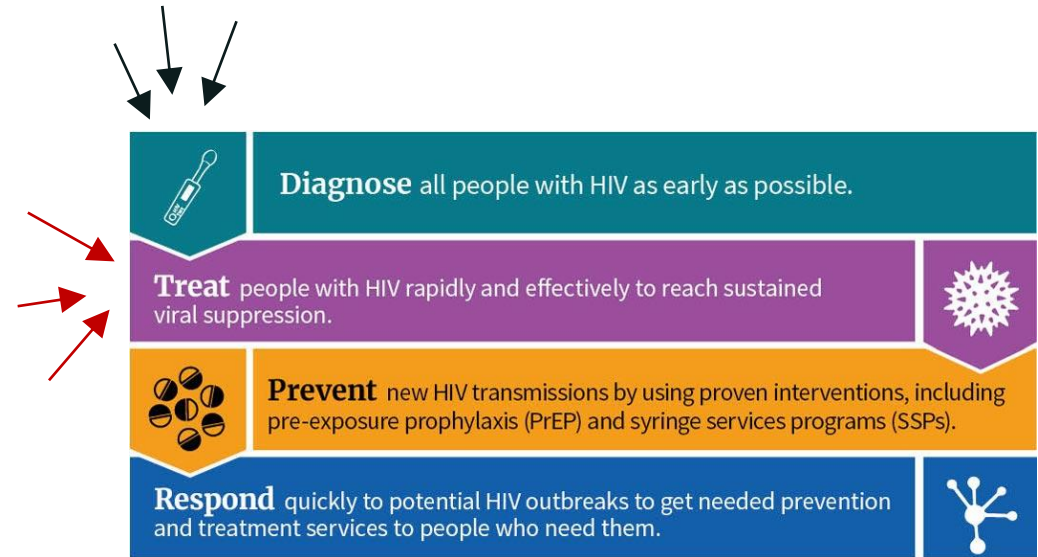 Diagnose all people with HIV as early as possible.
Treat people with HIV rapidly and effectively to reach sustained
viral suppression.
Prevent new HIV transmissions by using proven interventions, including
pre-exposure prophylaxis (PrEP) and syringe services programs (SSPs).
Respond quickly to potential HIV outbreaks to get needed prevention
and treatment services to people who need them.